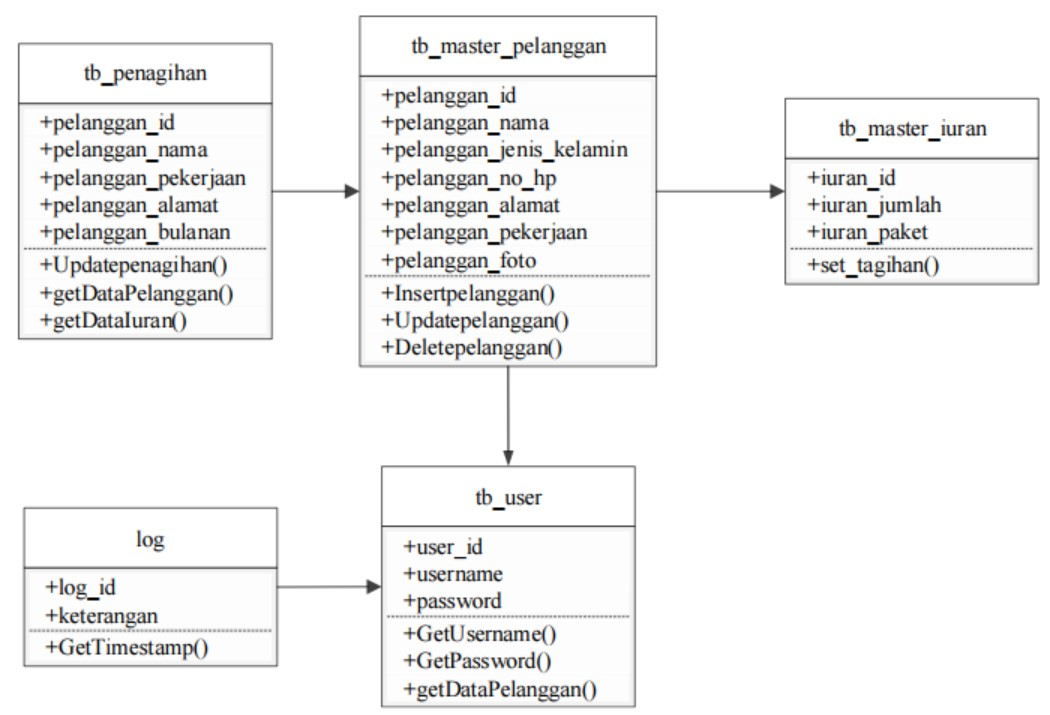 tb_penagihan
+pelanggan_id
+pelanggan_nama
+pelanggan_pekerjaan
+pelanggan_alamat
+pelanggan_bulanan
+Updatepenagihan()
+getDataPelanggan()
+getDataIuran()
tb_master_pelanggan
+pelanggan_id
+pelanggan_nama
+pelanggan_jenis_kelamin
+pelanggan_no_hp
+pelanggan_alamat
+pelanggan_pekerjaan
+pelanggan_foto
+Insertpelanggan()
+Updatepelanggan()
+Deletepelanggan()
tb_master_iuran
+iuran_id
+iuran_jumlah
+iuran_paket
+set_tagihan()
log
+log_id
+keterangan
+GetTimestamp()
tb_user
+user_id
+username
+password
+GetUsername()
+GetPassword()
+getDataPelanggan()